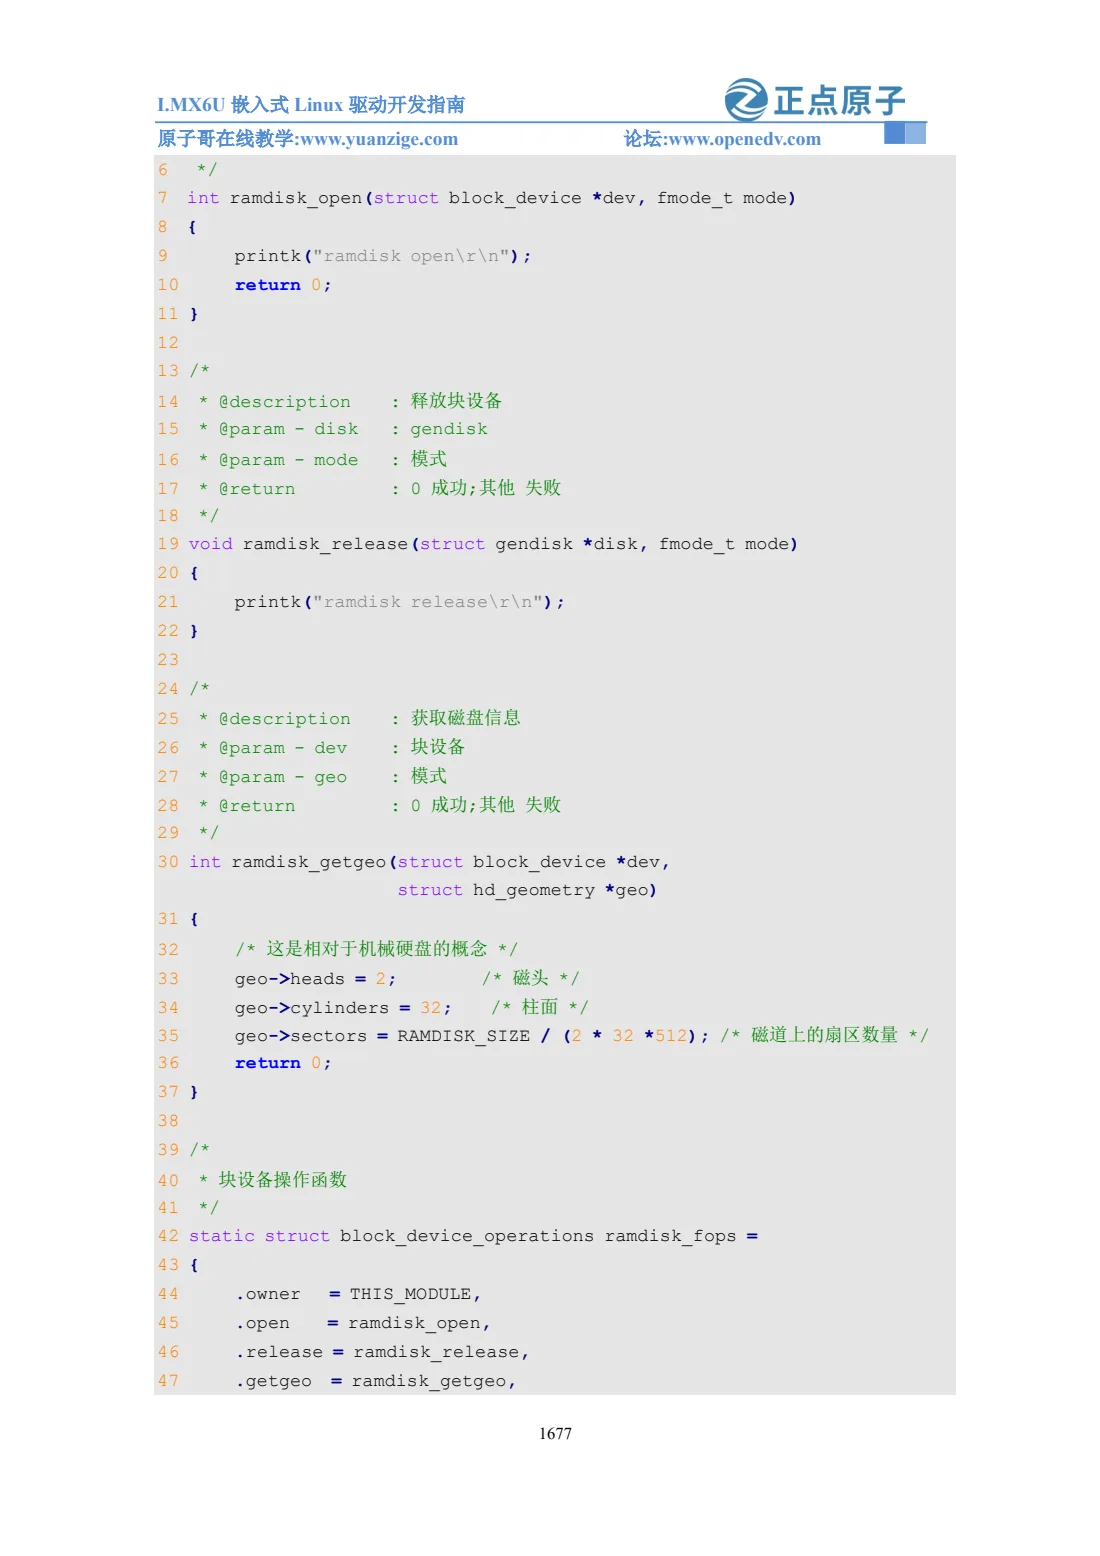 I.MX6U 嵌入式 Linux 驱动开发指南
正点原子
原子哥在线教学:www.yuanzige.com 论坛:www.openedv.com
6 */
7 int ramdisk_open(struct block_device *dev, fmode_t mode)
8 {
9 printk("ramdisk open\r\n");
10 return 0;
11 }
12
13 /*
14 * @description : 释放块设备
15 * @param - disk : gendisk
16 * @param - mode : 模式
17 * @return : 0 成功;其他 失败
18 */
19 void ramdisk_release(struct gendisk *disk, fmode_t mode)
20 {
21 printk("ramdisk release\r\n");
22 }
23
24 /*
25 * @description : 获取磁盘信息
26 * @param - dev : 块设备
27 * @param - geo : 模式
28 * @return : 0 成功;其他 失败
29 */
30 int ramdisk_getgeo(struct block_device *dev,
struct hd_geometry *geo)
31 {
32 /* 这是相对于机械硬盘的概念 */
33 geo->heads = 2; /* 磁头 */
34 geo->cylinders = 32; /* 柱面 */
35 geo->sectors = RAMDISK_SIZE / (2 * 32 *512); /* 磁道上的扇区数量 */
36 return 0;
37 }
38
39 /*
40 * 块设备操作函数
41 */
42 static struct block_device_operations ramdisk_fops =
43 {
44 .owner = THIS_MODULE,
45 .open = ramdisk_open,
46 .release = ramdisk_release,
47 .getgeo = ramdisk_getgeo,
1677